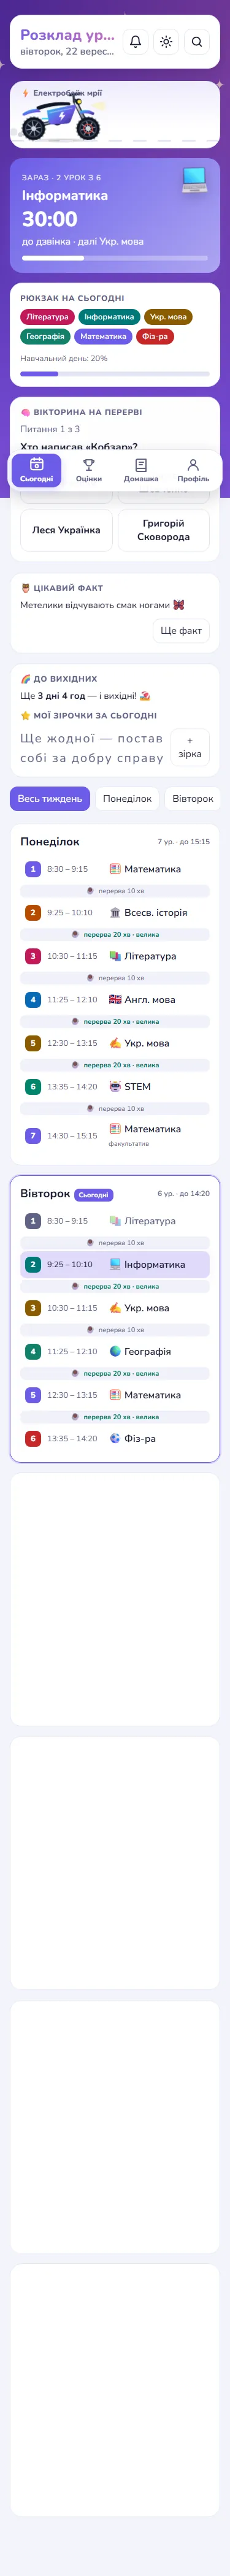 Розклад ур...
вівторок, 22 верес...
Електробайк мрії
ЗАРАЗ · 2 УРОК З 6
Інформатика
30:00
до дзвінка · далі Укр. мова
РЮКЗАК НА СЬОГОДНІ
Література Інформатика Укр. мова
Географія Математика Фіз-ра
Навчальний день: 20%
ВІКТОРИНА НА ПЕРЕРВІ
Питання 1 з 3
Хто написав «Кобзар»?
Сьогодні Оцінки Домашка Профіль
Леся Українка
Григорій
Сковорода
ЦІКАВИЙ ФАКТ
Метелики відчувають смак ногами
Ще факт
ДО ВИХІДНИХ
Ще 3 дні 4 год — і вихідні!
МОЇ ЗІРОЧКИ ЗА СЬОГОДНІ
Ще жодної — постав
собі за добру справу
+
зірка
Весь тиждень Понеділок Вівторок
Понеділок 7 ур. · до 15:15
1 8:30 – 9:15 Математика
перерва 10 хв
2 9:25 – 10:10 Всесв. історія
перерва 20 хв · велика
3 10:30 – 11:15 Література
перерва 10 хв
4 11:25 – 12:10 Англ. мова
перерва 20 хв · велика
5 12:30 – 13:15 Укр. мова
перерва 20 хв · велика
6 13:35 – 14:20 STEM
перерва 10 хв
7 14:30 – 15:15 Математика
факультатив
Вівторок Сьогодні 6 ур. · до 14:20
1 8:30 – 9:15 Література
перерва 10 хв
2 9:25 – 10:10 Інформатика
перерва 20 хв · велика
3 10:30 – 11:15 Укр. мова
перерва 10 хв
4 11:25 – 12:10 Географія
перерва 20 хв · велика
5 12:30 – 13:15 Математика
перерва 20 хв · велика
6 13:35 – 14:20 Фіз-ра